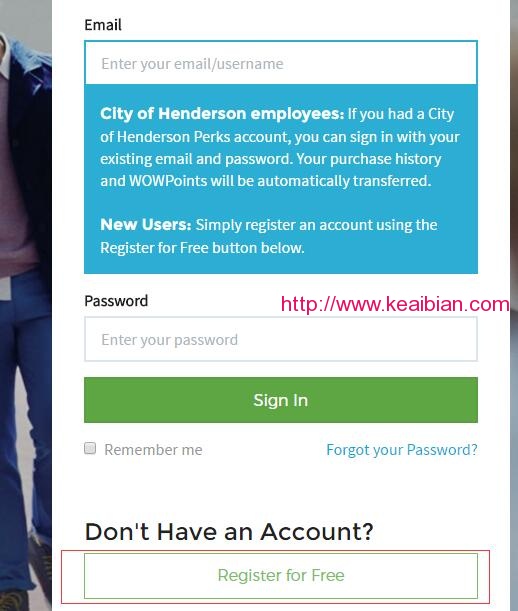 Email
Enter your email/username
City of Henderson employees: If you had a City
of Henderson Perks account, you can sign in with your
existing email and password. Your purchase history
and WOWPoints will be automatically transferred.
New Users: Simply register an account using the
Register for Free button below.
Password
http://www.keaibian.com
Enter your password
Sign In
Remember me
Forgot your Password?
Don't Have an Account?
Register for Free